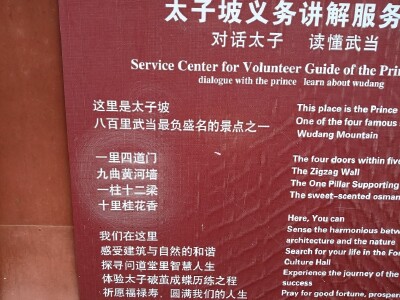 太子坡义务讲解服务
对话太子 读懂武当
Service Center for Volunteer Guide of the
dialogue with the prince learn about wudang
这里是太子坡
八百里武当最负盛名的景点之一
This place is the Prince
One of the four famous
Wudang Mountain
一里四道门
九曲黄河墙
一柱十二梁
十里桂花香
The four doors within five
The Zigzag Wall
The One Pillar Supporting
The sweet-scented
我们在这里
感受建筑与自然的和谐
探寻问道堂里智慧人生
体验太子破茧成蝶历练之程
祈愿福禄寿、圆满我们的人生
Here, You can
Sense the harmonious
architecture and the nature
Search for your life in the
Culture Hall
Experience the journey of the
success
Pray for good fortune,